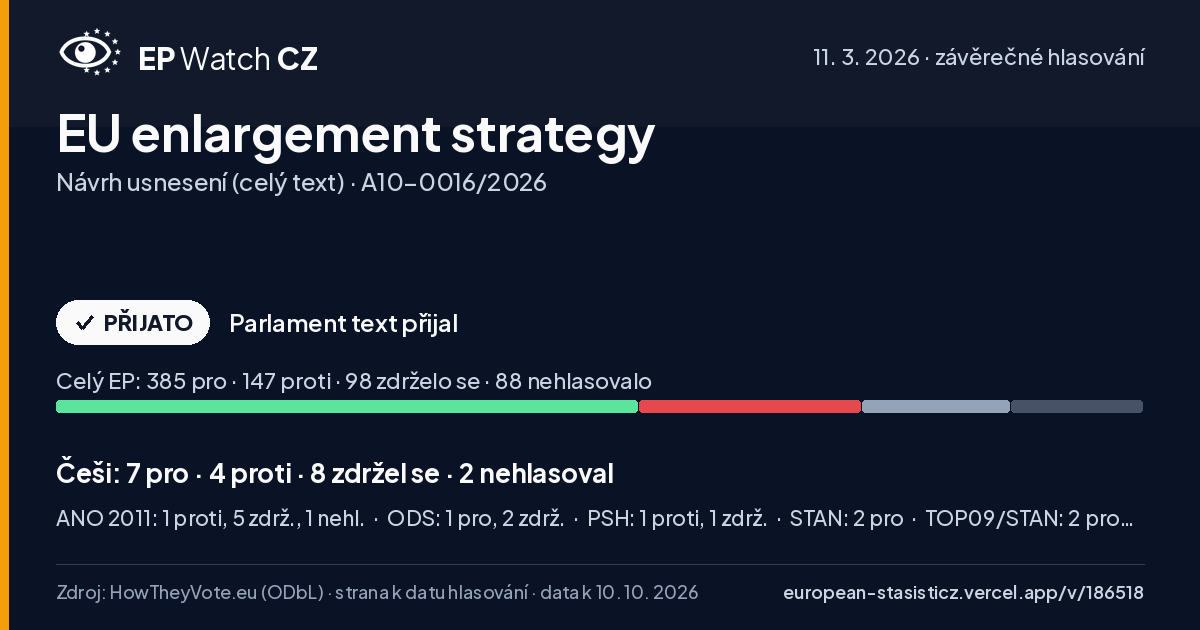 EP Watch CZ
11. 3. 2026 · závěrečné hlasování
EU enlargement strategy
Návrh usnesení (celý text) · A10-0016/2026
✓ PŘIJATO
Parlament text přijal
Celý EP: 385 pro · 147 proti · 98 zdrželo se · 88 nehlasovalo
Češi: 7 pro · 4 proti · 8 zdržel se · 2 nehlasoval
ANO 2011: 1 proti, 5 zdrž., 1 nehl. · ODS: 1 pro, 2 zdrž. · PSH: 1 proti, 1 zdrž. · STAN: 2 pro · TOP09/STAN: 2 pro…
Zdroj: HowTheyVote.eu (ODbL) · strana k datu hlasování · data k 10. 10. 2026
european-stasisticz.vercel.app/v/186518